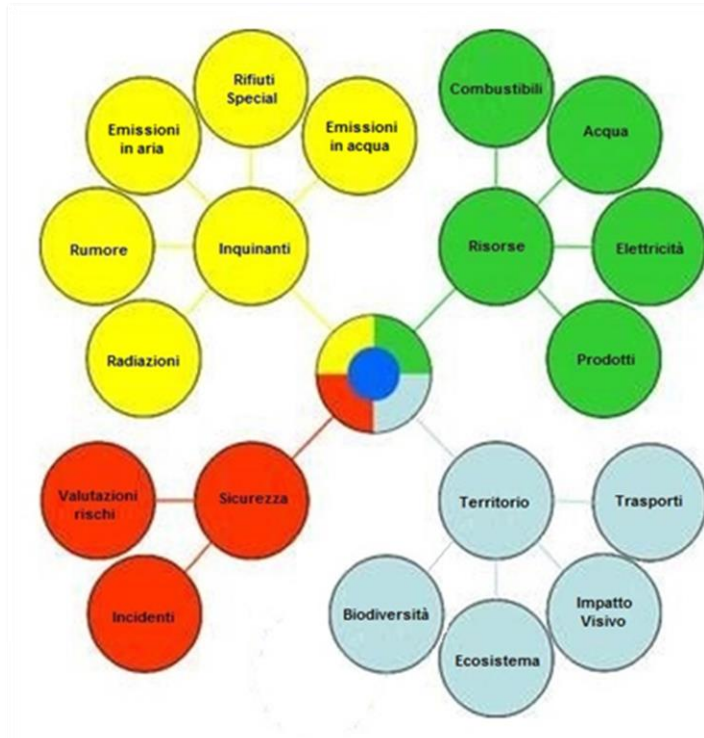 Rifiuti
Special
Emissioni
in aria
Emissioni
in acqua
Rumore
Inquinanti
Radiazioni
Combustibili
Acqua
Risorse
Elettricità
Prodotti
Valutazioni
rischi
Sicurezza
Incidenti
Territorio
Trasporti
Biodiversità
Impatto
Visivo
Ecosistema